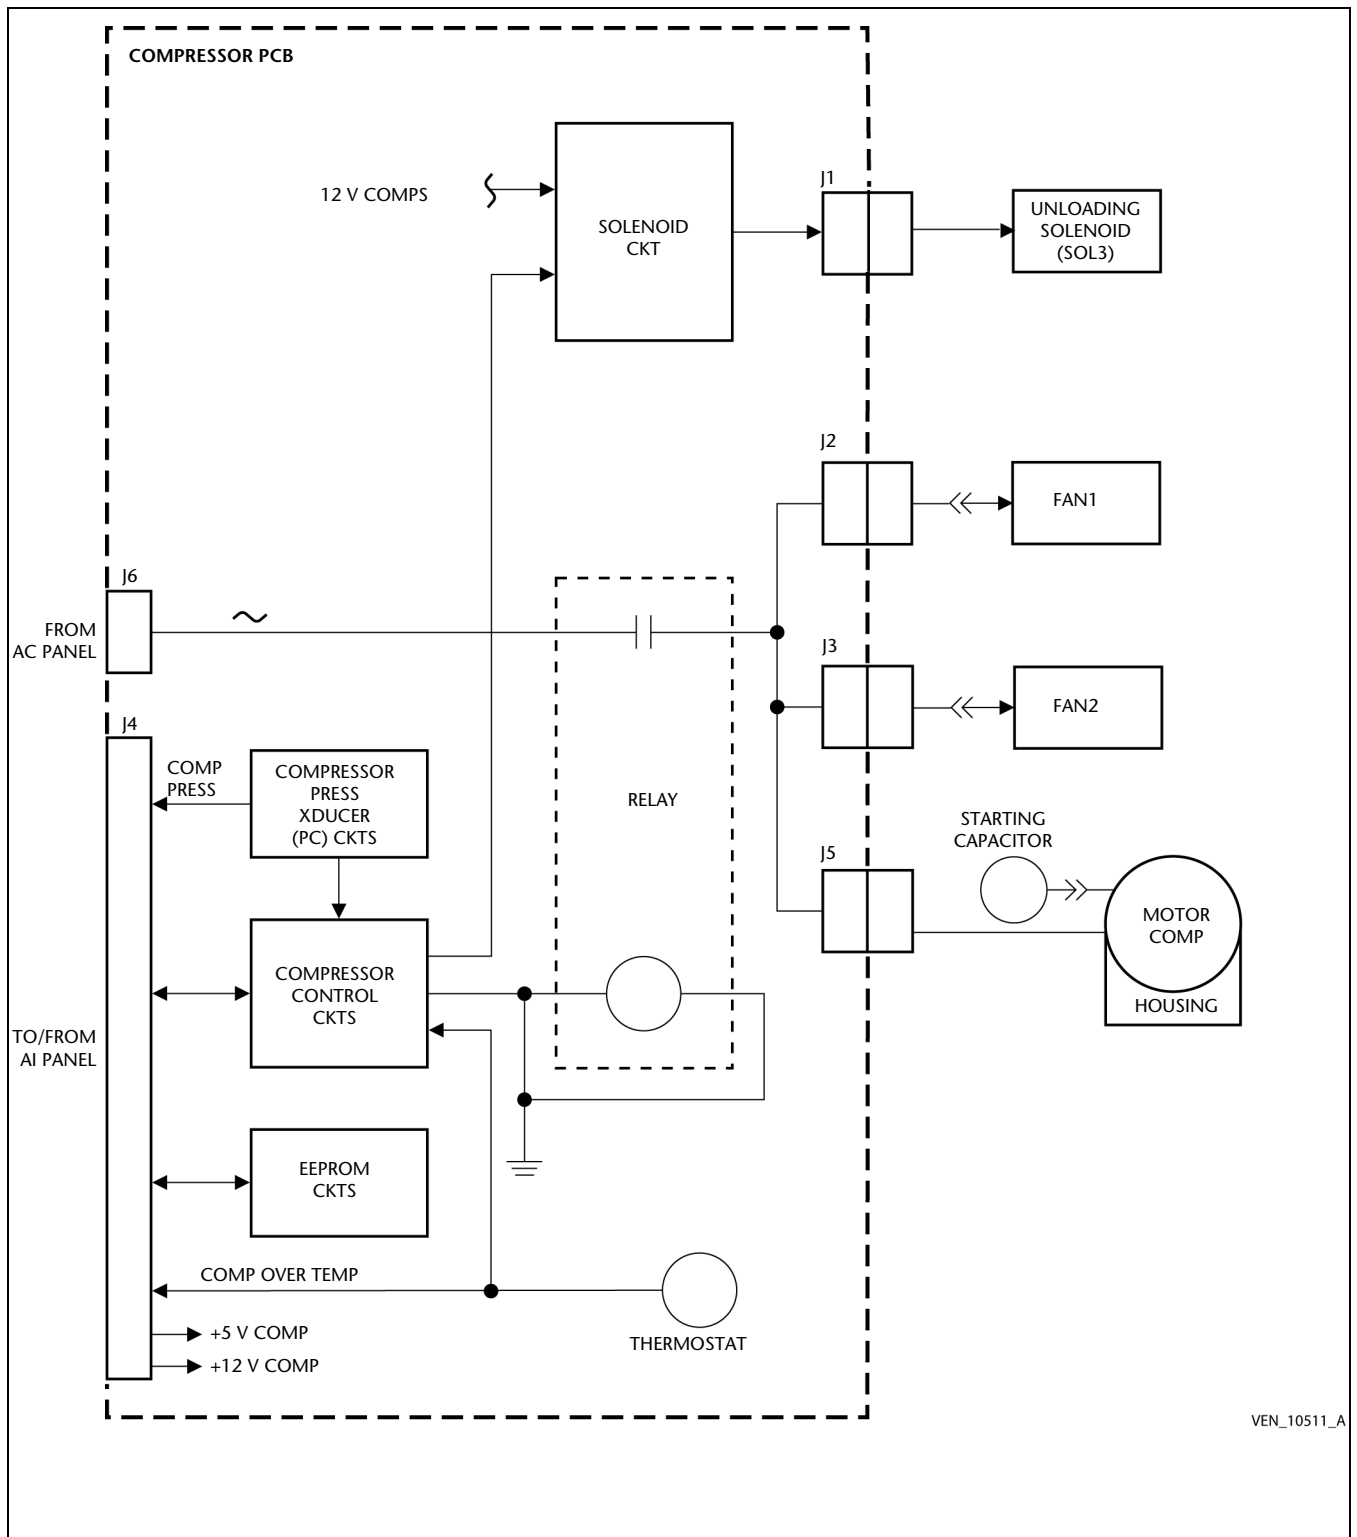 COMPRESSOR PCB
12 V COMPS
SOLENOID
CKT
J1
UNLOADING
SOLENOID
(SOL3)
J2
FAN1
J6
FROM
AC PANEL
J3
FAN2
J4
COMP
PRESS
COMPRESSOR
PRESS
XDUCER
(PC) CKTS
RELAY
STARTING
CAPACITOR
J5
MOTOR
COMP
HOUSING
COMPRESSOR
CONTROL
CKTS
TO/FROM
AI PANEL
EEPROM
CKTS
COMP OVER TEMP
THERMOSTAT
+5 V COMP
+12 V COMP
VEN_10511_A